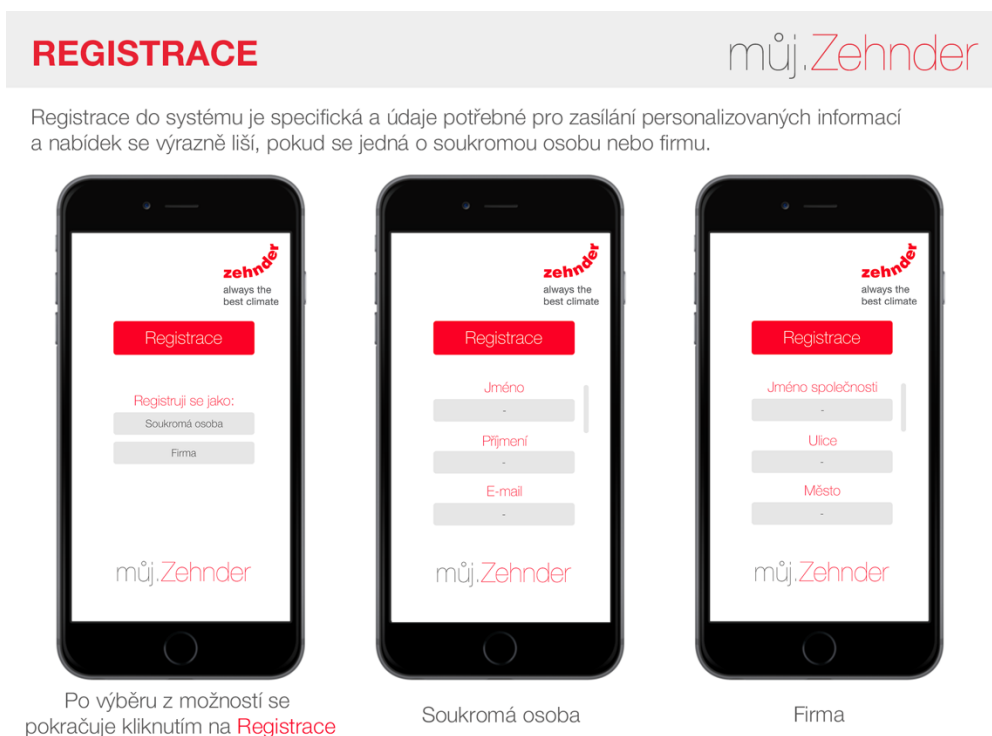 REGISTRACE
můj.Zehnder
Registrace do systému je specifická a údaje potřebné pro zasílání personalizovaných informací
a nabídek se výrazně liší, pokud se jedná o soukromou osobu nebo firmu.
zehnder
always the
best climate
Registrace
Registruji se jako:
Soukromá osoba
Firma
můj.Zehnder
Po výběru z možností se
pokračuje kliknutím na Registrace
zehnder
always the
best climate
Registrace
Jméno
-
Příjmení
-
E-mail
-
můj.Zehnder
Soukromá osoba
zehnder
always the
best climate
Registrace
Jméno společnosti
-
Ulice
-
Město
-
můj.Zehnder
Firma